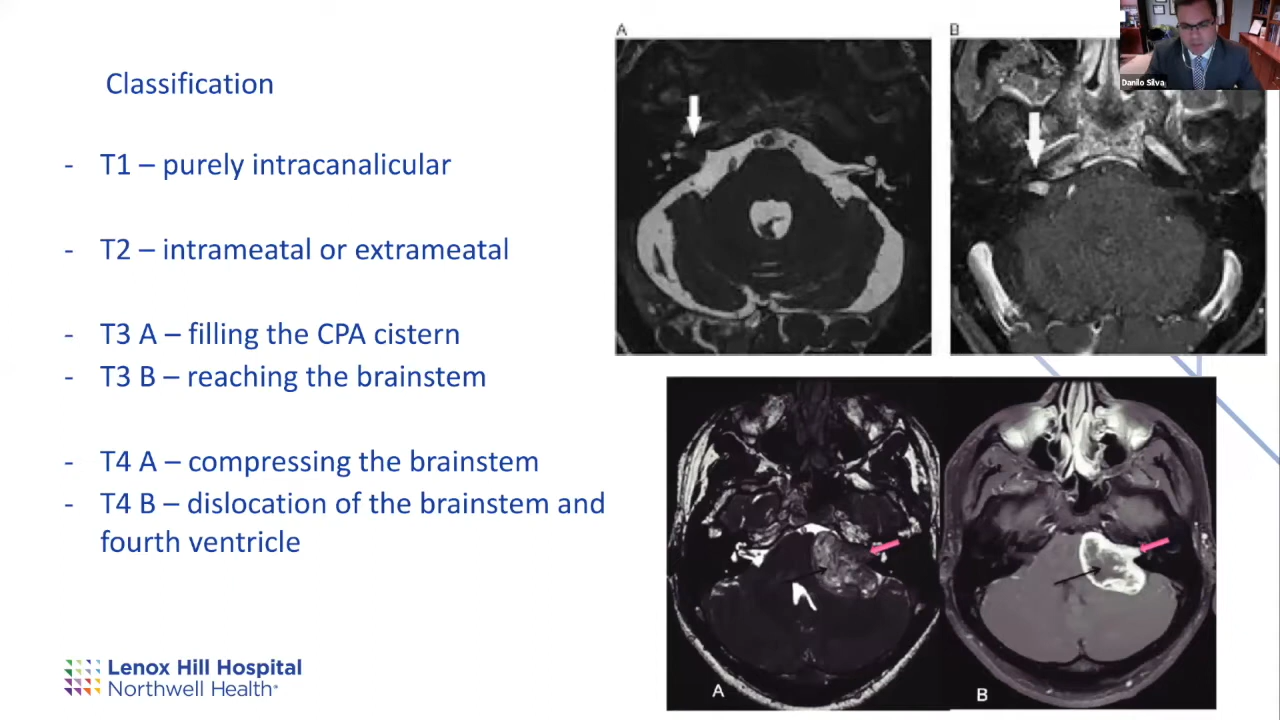 Classification
- T1 – purely intracanalicular
- T2 – intrameatal or extrameatal
- T3 A – filling the CPA cistern
- T3 B – reaching the brainstem
- T4 A – compressing the brainstem
- T4 B – dislocation of the brainstem and
fourth ventricle
A
B
Danilo Silva
A
B
Lenox Hill Hospital
Northwell Health®